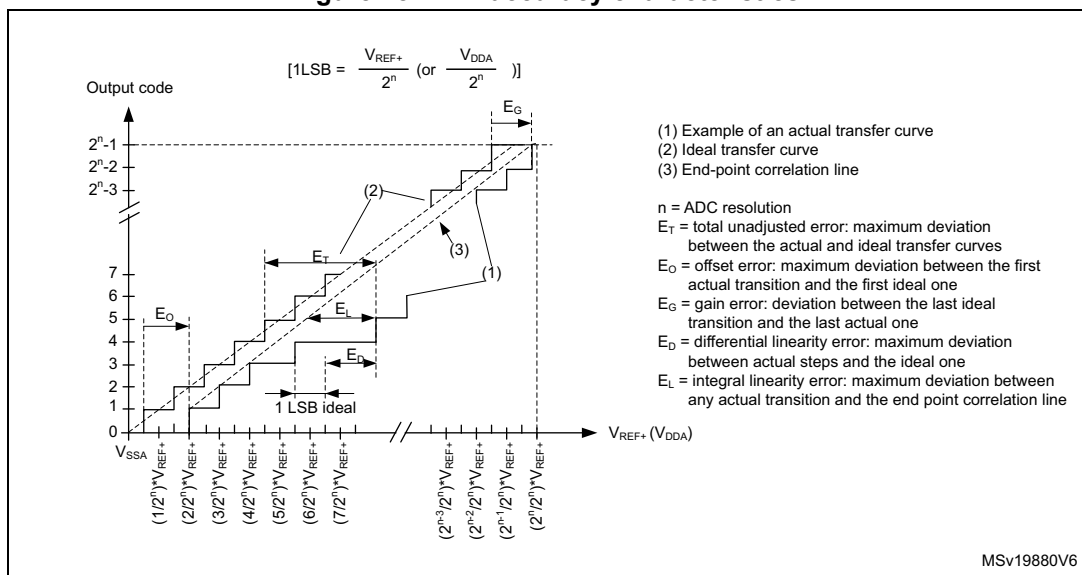 [1LSB = V_REF+ / 2^n (or V_DDA / 2^n )]
Output code
E_G
2^n-1
2^n-2
2^n-3
(2)
(3)
(1)
7
6
5
4
3
2
1
0
E_T
E_O
E_L
E_D
1 LSB ideal
V_SSA
(1/2^n)*V_REF+
(2/2^n)*V_REF+
(3/2^n)*V_REF+
(4/2^n)*V_REF+
(5/2^n)*V_REF+
(6/2^n)*V_REF+
(7/2^n)*V_REF+
(2^n-3/2^n)*V_REF+
(2^n-2/2^n)*V_REF+
(2^n-1/2^n)*V_REF+
(2^n/2^n)*V_REF+
V_REF+ (V_DDA)
(1) Example of an actual transfer curve
(2) Ideal transfer curve
(3) End-point correlation line
n = ADC resolution
E_T = total unadjusted error: maximum deviation
between the actual and ideal transfer curves
E_O = offset error: maximum deviation between the first
actual transition and the first ideal one
E_G = gain error: deviation between the last ideal
transition and the last actual one
E_D = differential linearity error: maximum deviation
between actual steps and the ideal one
E_L = integral linearity error: maximum deviation between
any actual transition and the end point correlation line
MSv19880V6